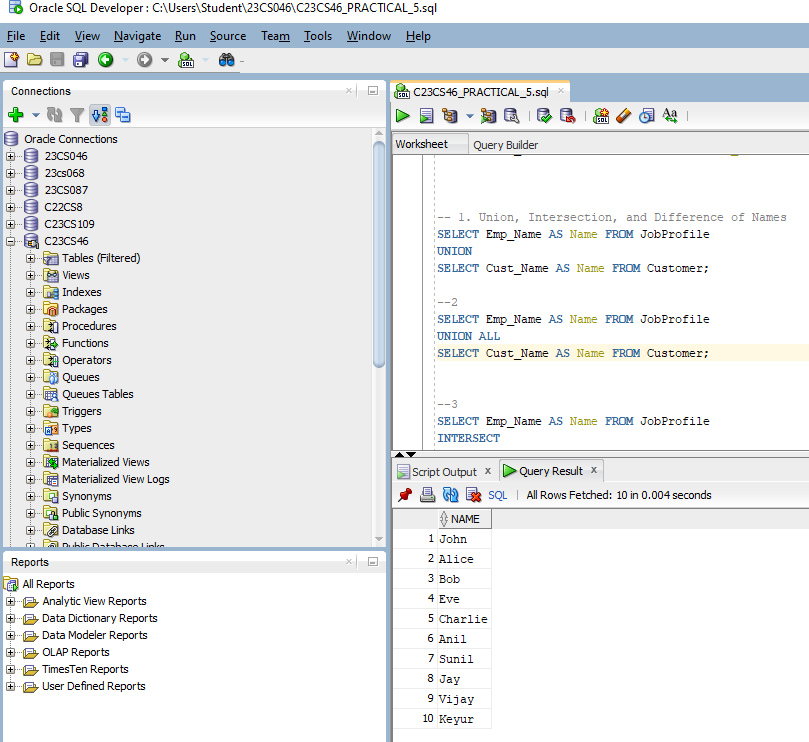 Oracle SQL Developer : C:\Users\Student\23CS046\C23CS46_PRACTICAL_5.sql
File Edit View Navigate Run Source Team Tools Window Help
Connections
Oracle Connections
23CS046
23cs068
23CS087
C22CS8
C23CS109
C23CS46
Tables (Filtered)
Views
Indexes
Packages
Procedures
Functions
Operators
Queues
Queues Tables
Triggers
Types
Sequences
Materialized Views
Materialized View Logs
Synonyms
Public Synonyms
Database Links
Public Database Links
Reports
All Reports
Analytic View Reports
Data Dictionary Reports
Data Modeler Reports
OLAP Reports
TimesTen Reports
User Defined Reports
C23CS46_PRACTICAL_5.sql
Worksheet Query Builder
-- 1. Union, Intersection, and Difference of Names
SELECT Emp_Name AS Name FROM JobProfile
UNION
SELECT Cust_Name AS Name FROM Customer;
--2
SELECT Emp_Name AS Name FROM JobProfile
UNION ALL
SELECT Cust_Name AS Name FROM Customer;
--3
SELECT Emp_Name AS Name FROM JobProfile
INTERSECT
Script Output x Query Result x
SQL | All Rows Fetched: 10 in 0.004 seconds
NAME
1 John
2 Alice
3 Bob
4 Eve
5 Charlie
6 Anil
7 Sunil
8 Jay
9 Vijay
10 Keyur